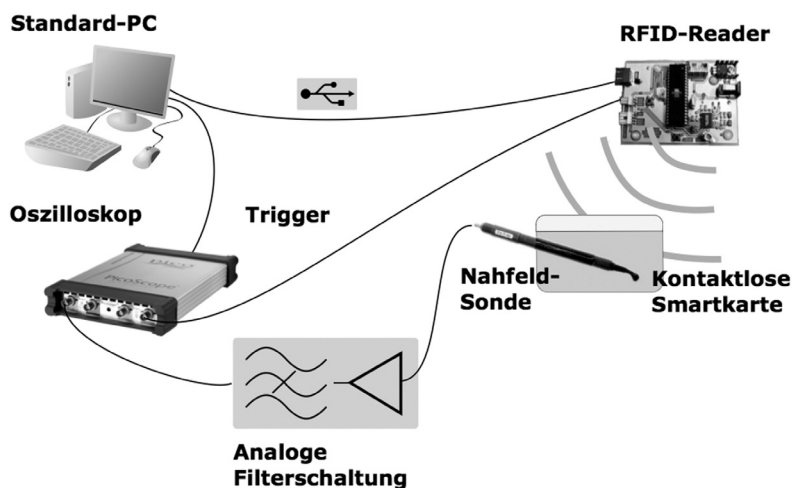 Standard-PC
RFID-Reader
Oszilloskop
Trigger
PicoScope
Nahfeld-
Sonde
Kontaktlose
Smartkarte
Analoge
Filterschaltung